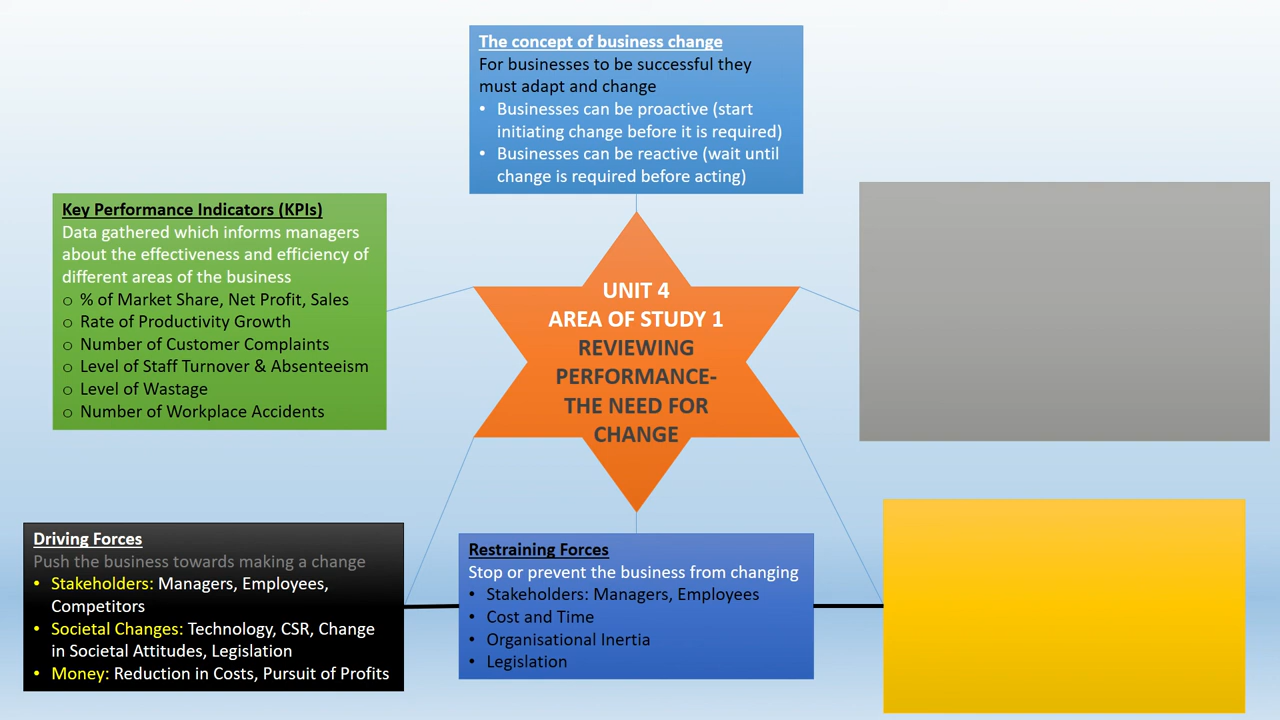 The concept of business change
For businesses to be successful they
must adapt and change
• Businesses can be proactive (start
initiating change before it is required)
• Businesses can be reactive (wait until
change is required before acting)
Key Performance Indicators (KPIs)
Data gathered which informs managers
about the effectiveness and efficiency of
different areas of the business
o % of Market Share, Net Profit, Sales
o Rate of Productivity Growth
o Number of Customer Complaints
o Level of Staff Turnover & Absenteeism
o Level of Wastage
o Number of Workplace Accidents
UNIT 4
AREA OF STUDY 1
REVIEWING
PERFORMANCE-
THE NEED FOR
CHANGE
Driving Forces
Push the business towards making a change
• Stakeholders: Managers, Employees,
Competitors
• Societal Changes: Technology, CSR, Change
in Societal Attitudes, Legislation
• Money: Reduction in Costs, Pursuit of Profits
Restraining Forces
Stop or prevent the business from changing
• Stakeholders: Managers, Employees
• Cost and Time
• Organisational Inertia
• Legislation